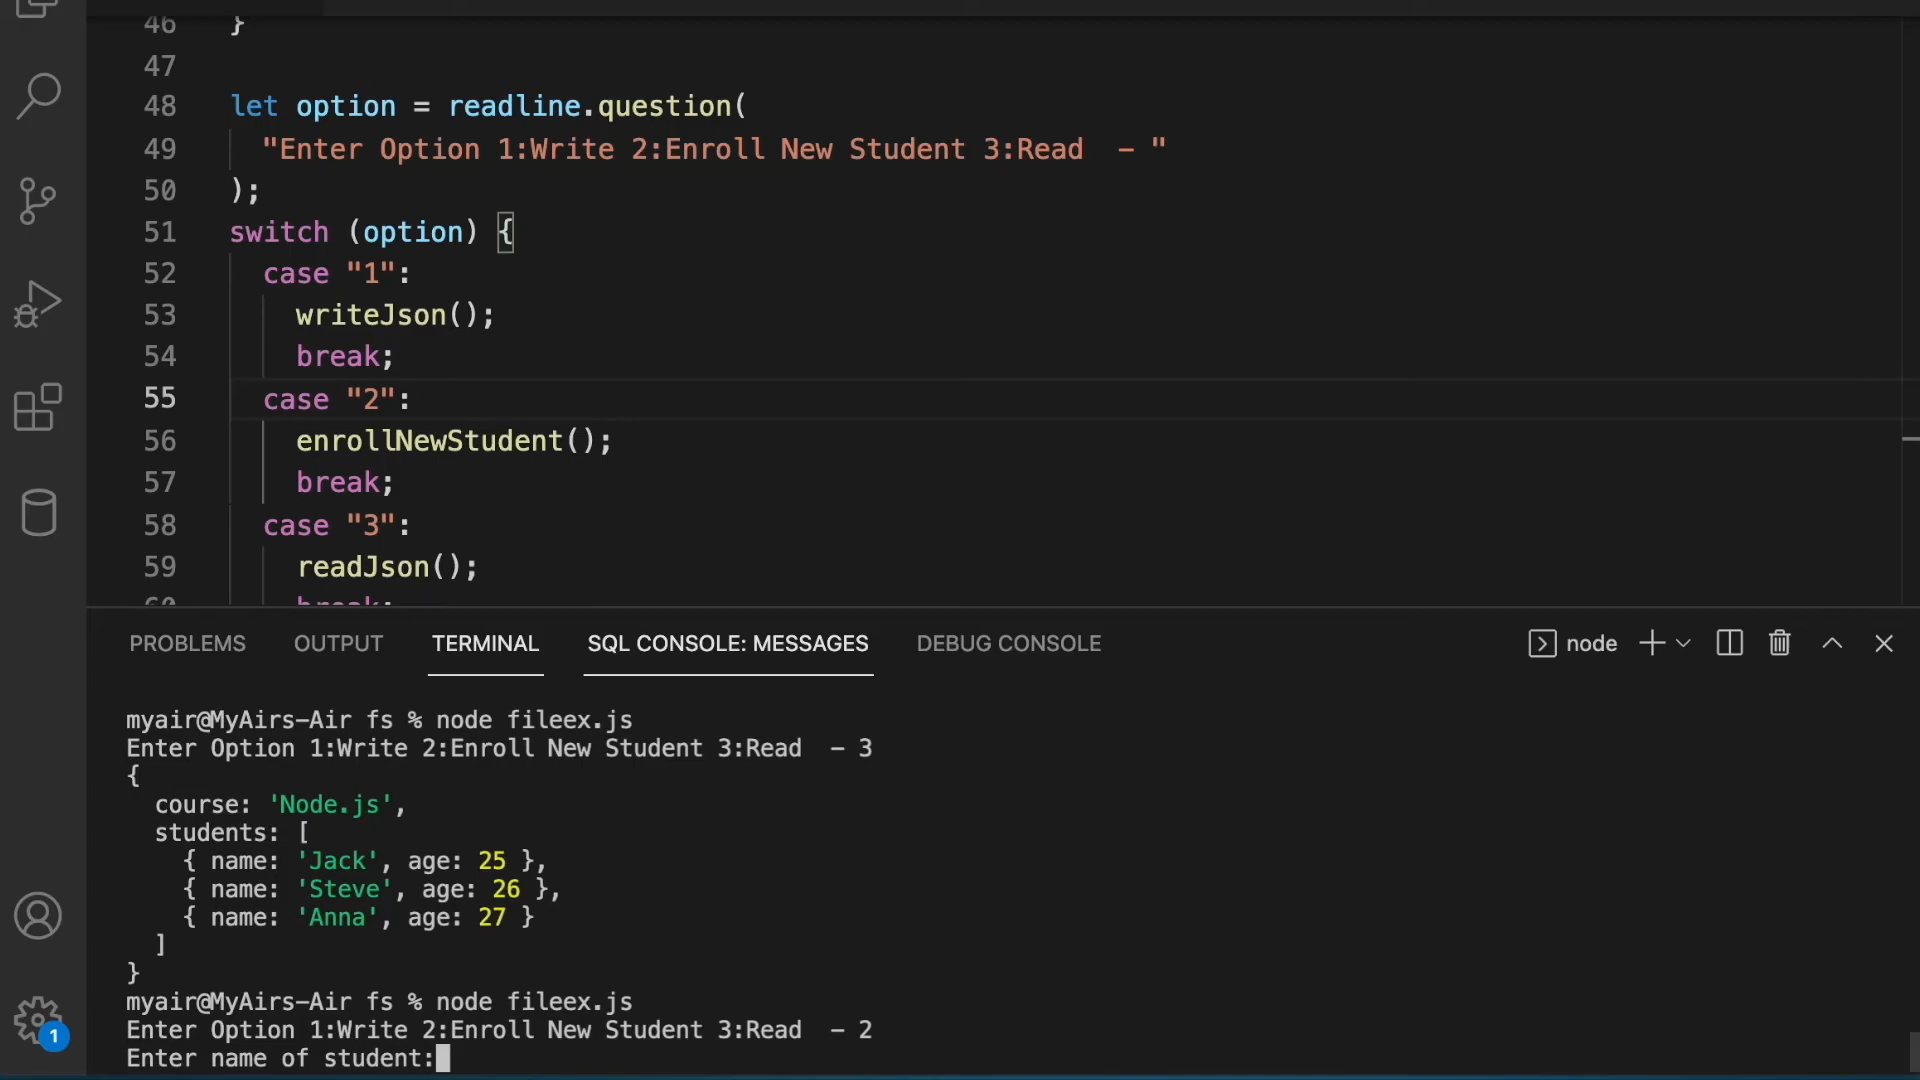 46 }
47
48 let option = readline.question(
49 "Enter Option 1:Write 2:Enroll New Student 3:Read  - "
50 );
51 switch (option) {
52 case "1":
53 writeJson();
54 break;
55 case "2":
56 enrollNewStudent();
57 break;
58 case "3":
59 readJson();
60 break;
PROBLEMS OUTPUT TERMINAL SQL CONSOLE: MESSAGES DEBUG CONSOLE node
myair@MyAirs-Air fs % node fileex.js
Enter Option 1:Write 2:Enroll New Student 3:Read  - 3
{
course: 'Node.js',
students: [
{ name: 'Jack', age: 25 },
{ name: 'Steve', age: 26 },
{ name: 'Anna', age: 27 }
]
}
myair@MyAirs-Air fs % node fileex.js
Enter Option 1:Write 2:Enroll New Student 3:Read  - 2
Enter name of student:
1